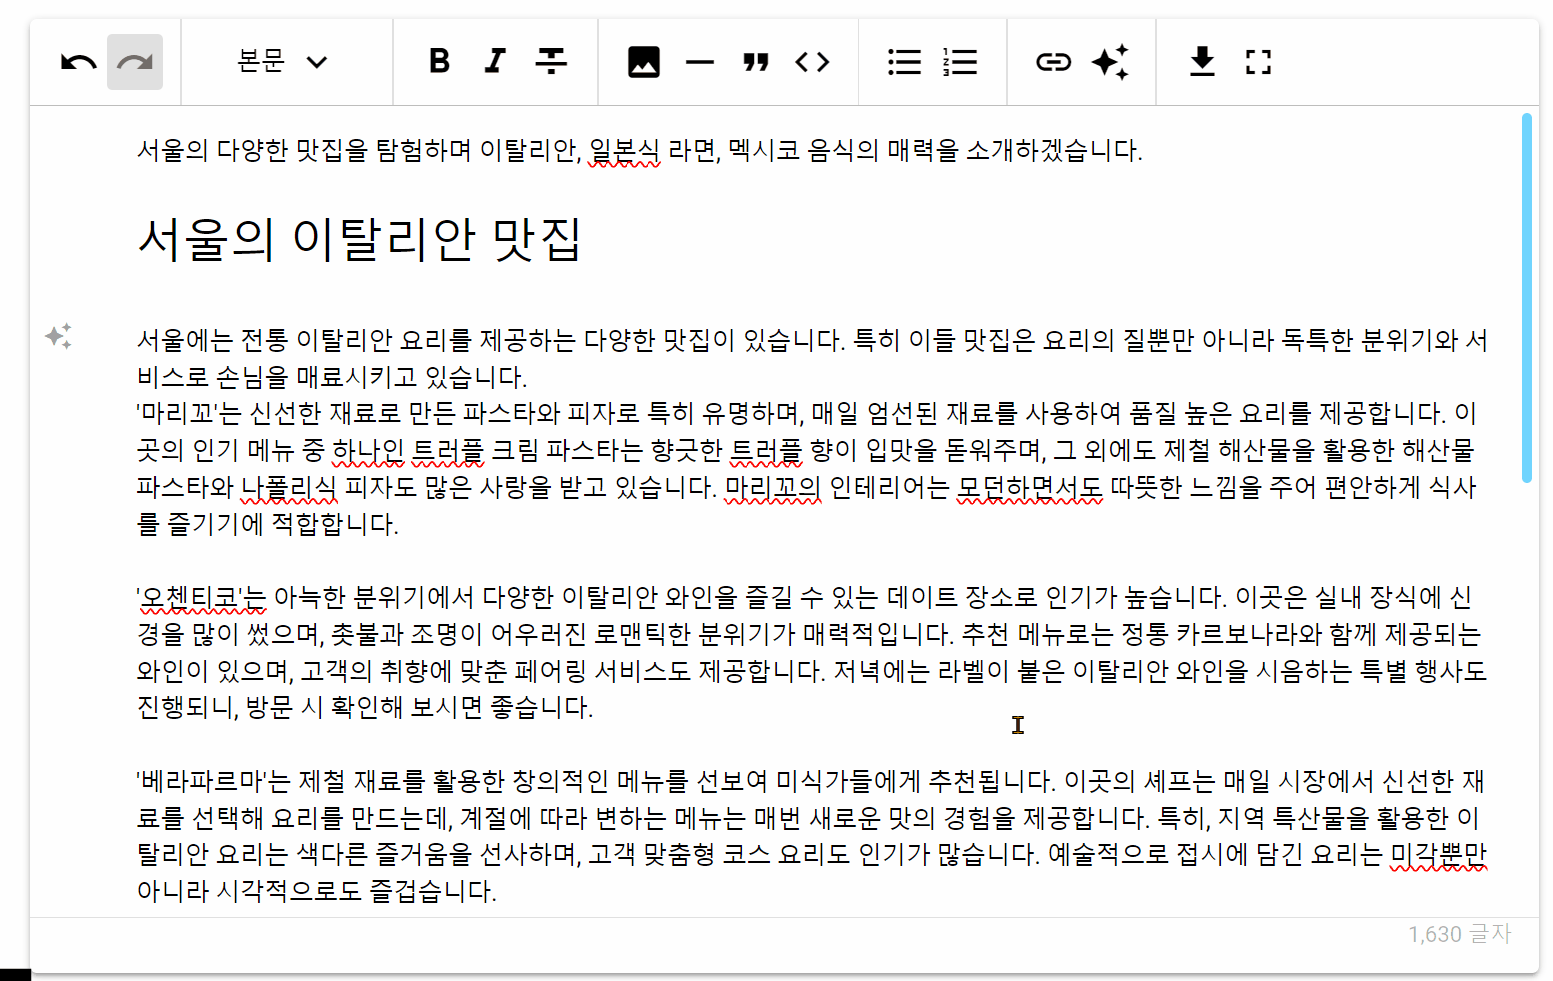 본문
서울의 다양한 맛집을 탐험하며 이탈리안, 일본식 라면, 멕시코 음식의 매력을 소개하겠습니다.
서울의 이탈리안 맛집
서울에는 전통 이탈리안 요리를 제공하는 다양한 맛집이 있습니다. 특히 이들 맛집은 요리의 질뿐만 아니라 독특한 분위기와 서
비스로 손님을 매료시키고 있습니다.
'마리꼬'는 신선한 재료로 만든 파스타와 피자로 특히 유명하며, 매일 엄선된 재료를 사용하여 품질 높은 요리를 제공합니다. 이
곳의 인기 메뉴 중 하나인 트러플 크림 파스타는 향긋한 트러플 향이 입맛을 돋워주며, 그 외에도 제철 해산물을 활용한 해산물
파스타와 나폴리식 피자도 많은 사랑을 받고 있습니다. 마리꼬의 인테리어는 모던하면서도 따뜻한 느낌을 주어 편안하게 식사
를 즐기기에 적합합니다.
'오첸티코'는 아늑한 분위기에서 다양한 이탈리안 와인을 즐길 수 있는 데이트 장소로 인기가 높습니다. 이곳은 실내 장식에 신
경을 많이 썼으며, 촛불과 조명이 어우러진 로맨틱한 분위기가 매력적입니다. 추천 메뉴로는 정통 카르보나라와 함께 제공되는
와인이 있으며, 고객의 취향에 맞춘 페어링 서비스도 제공합니다. 저녁에는 라벨이 붙은 이탈리안 와인을 시음하는 특별 행사도
진행되니, 방문 시 확인해 보시면 좋습니다.
'베라파르마'는 제철 재료를 활용한 창의적인 메뉴를 선보여 미식가들에게 추천됩니다. 이곳의 셰프는 매일 시장에서 신선한 재
료를 선택해 요리를 만드는데, 계절에 따라 변하는 메뉴는 매번 새로운 맛의 경험을 제공합니다. 특히, 지역 특산물을 활용한 이
탈리안 요리는 색다른 즐거움을 선사하며, 고객 맞춤형 코스 요리도 인기가 많습니다. 예술적으로 접시에 담긴 요리는 미각뿐만
아니라 시각적으로도 즐겁습니다.
1,630 글자